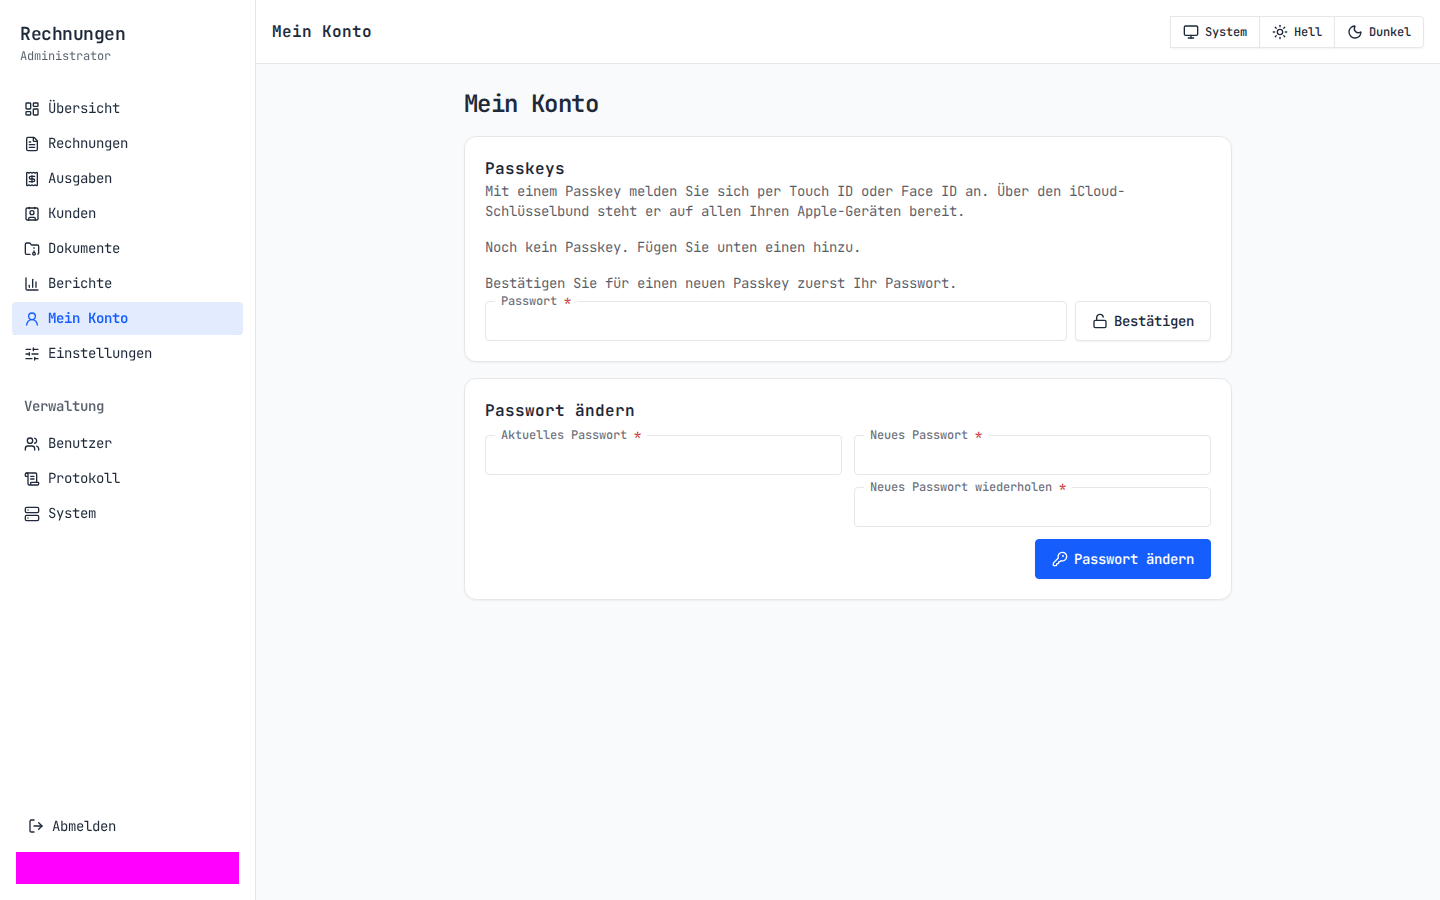 Rechnungen
Administrator
Übersicht
Rechnungen
Ausgaben
Kunden
Dokumente
Berichte
Mein Konto
Einstellungen
Verwaltung
Benutzer
Protokoll
System
Abmelden
Mein Konto
System
Hell
Dunkel
Mein Konto
Passkeys
Mit einem Passkey melden Sie sich per Touch ID oder Face ID an. Über den iCloud-
Schlüsselbund steht er auf allen Ihren Apple-Geräten bereit.
Noch kein Passkey. Fügen Sie unten einen hinzu.
Bestätigen Sie für einen neuen Passkey zuerst Ihr Passwort.
Passwort *
Bestätigen
Passwort ändern
Aktuelles Passwort *
Neues Passwort *
Neues Passwort wiederholen *
Passwort ändern